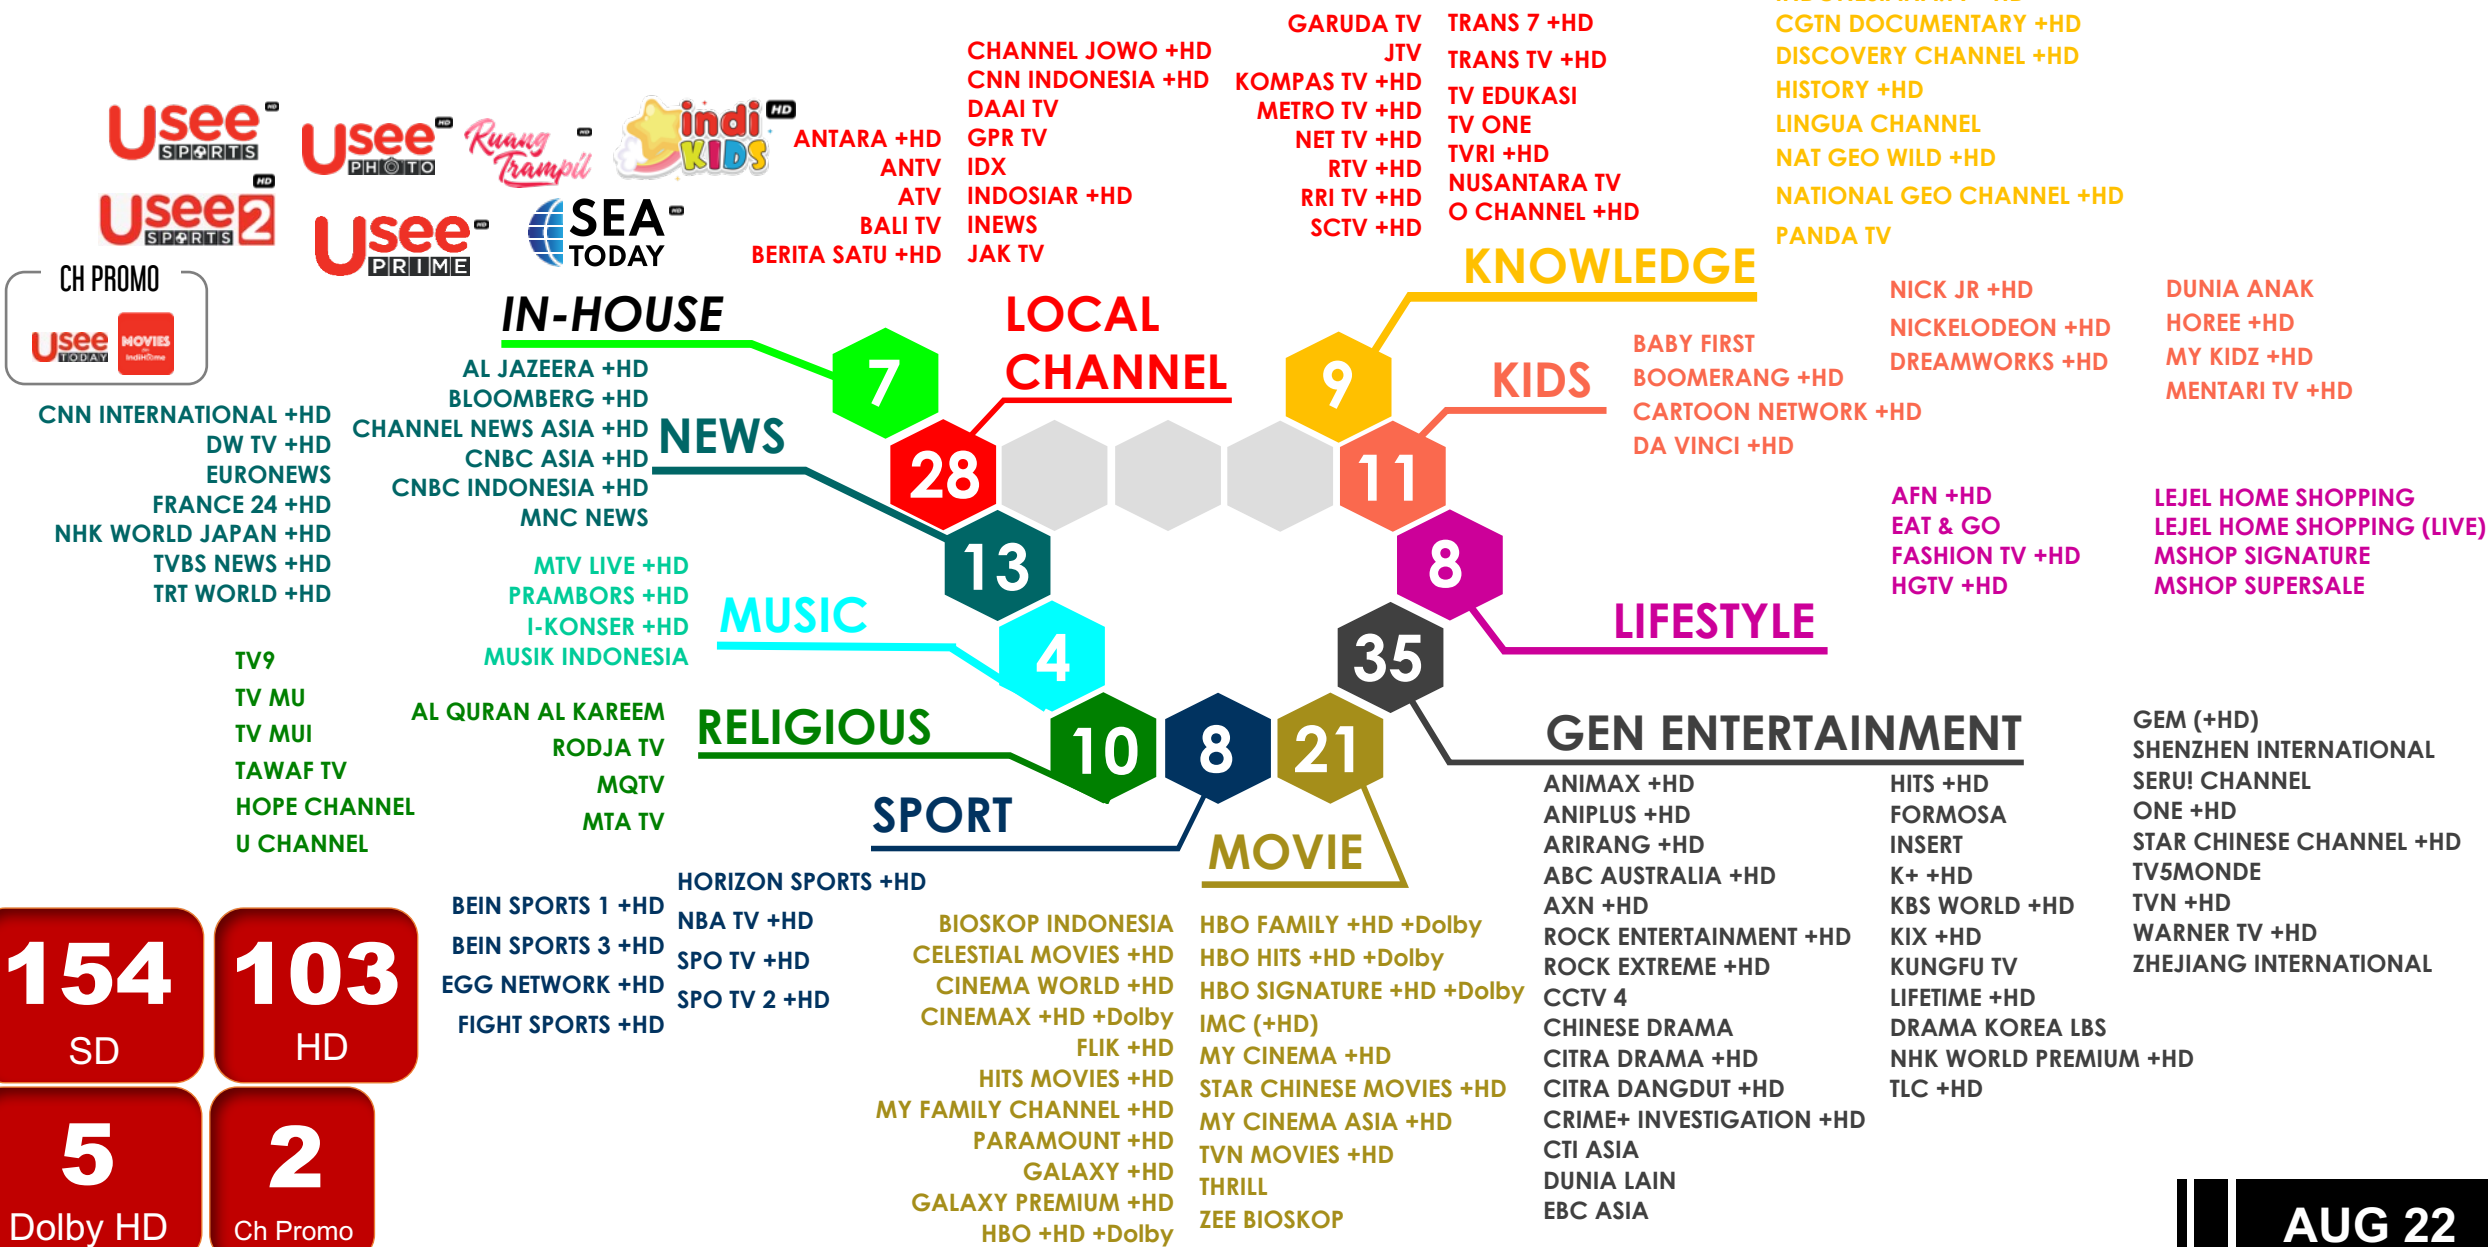 Usee SPORTS HD
Usee PHOTO HD
Ruang Trampil HD
indi KIDS HD
Usee SPORTS 2 HD
Usee PRIME HD
SEA TODAY HD
CH PROMO
Usee TODAY
MOVIES IndiHome
IN-HOUSE
7
LOCAL
CHANNEL
28
ANTARA +HD
ANTV
ATV
BALI TV
BERITA SATU +HD
CHANNEL JOWO +HD
CNN INDONESIA +HD
DAAI TV
GPR TV
IDX
INDOSIAR +HD
INEWS
JAK TV
GARUDA TV
JTV
KOMPAS TV +HD
METRO TV +HD
NET TV +HD
RTV +HD
RRI TV +HD
SCTV +HD
TRANS 7 +HD
TRANS TV +HD
TV EDUKASI
TV ONE
TVRI +HD
NUSANTARA TV
O CHANNEL +HD
KNOWLEDGE
9
CGTN DOCUMENTARY +HD
DISCOVERY CHANNEL +HD
HISTORY +HD
LINGUA CHANNEL
NAT GEO WILD +HD
NATIONAL GEO CHANNEL +HD
PANDA TV
KIDS
11
BABY FIRST
BOOMERANG +HD
CARTOON NETWORK +HD
DA VINCI +HD
NICK JR +HD
NICKELODEON +HD
DREAMWORKS +HD
DUNIA ANAK
HOREE +HD
MY KIDZ +HD
MENTARI TV +HD
NEWS
13
AL JAZEERA +HD
BLOOMBERG +HD
CHANNEL NEWS ASIA +HD
CNBC ASIA +HD
CNBC INDONESIA +HD
MNC NEWS
CNN INTERNATIONAL +HD
DW TV +HD
EURONEWS
FRANCE 24 +HD
NHK WORLD JAPAN +HD
TVBS NEWS +HD
TRT WORLD +HD
LIFESTYLE
8
AFN +HD
EAT & GO
FASHION TV +HD
HGTV +HD
LEJEL HOME SHOPPING
LEJEL HOME SHOPPING (LIVE)
MSHOP SIGNATURE
MSHOP SUPERSALE
MUSIC
4
MTV LIVE +HD
PRAMBORS +HD
I-KONSER +HD
MUSIK INDONESIA
RELIGIOUS
10
TV9
TV MU
TV MUI
TAWAF TV
HOPE CHANNEL
U CHANNEL
AL QURAN AL KAREEM
RODJA TV
MQTV
MTA TV
SPORT
8
BEIN SPORTS 1 +HD
BEIN SPORTS 3 +HD
EGG NETWORK +HD
FIGHT SPORTS +HD
HORIZON SPORTS +HD
NBA TV +HD
SPO TV +HD
SPO TV 2 +HD
MOVIE
21
BIOSKOP INDONESIA
CELESTIAL MOVIES +HD
CINEMA WORLD +HD
CINEMAX +HD +Dolby
FLIK +HD
HITS MOVIES +HD
MY FAMILY CHANNEL +HD
PARAMOUNT +HD
GALAXY +HD
GALAXY PREMIUM +HD
HBO +HD +Dolby
HBO FAMILY +HD +Dolby
HBO HITS +HD +Dolby
HBO SIGNATURE +HD +Dolby
IMC (+HD)
MY CINEMA +HD
STAR CHINESE MOVIES +HD
MY CINEMA ASIA +HD
TVN MOVIES +HD
THRILL
ZEE BIOSKOP
GEN ENTERTAINMENT
35
ANIMAX +HD
ANIPLUS +HD
ARIRANG +HD
ABC AUSTRALIA +HD
AXN +HD
ROCK ENTERTAINMENT +HD
ROCK EXTREME +HD
CCTV 4
CHINESE DRAMA
CITRA DRAMA +HD
CITRA DANGDUT +HD
CRIME+ INVESTIGATION +HD
CTI ASIA
DUNIA LAIN
EBC ASIA
HITS +HD
FORMOSA
INSERT
K+ +HD
KBS WORLD +HD
KIX +HD
KUNGFU TV
LIFETIME +HD
DRAMA KOREA LBS
NHK WORLD PREMIUM +HD
TLC +HD
GEM (+HD)
SHENZHEN INTERNATIONAL
SERU! CHANNEL
ONE +HD
STAR CHINESE CHANNEL +HD
TV5MONDE
TVN +HD
WARNER TV +HD
ZHEJIANG INTERNATIONAL
154
SD
103
HD
5
Dolby HD
2
Ch Promo
AUG 22